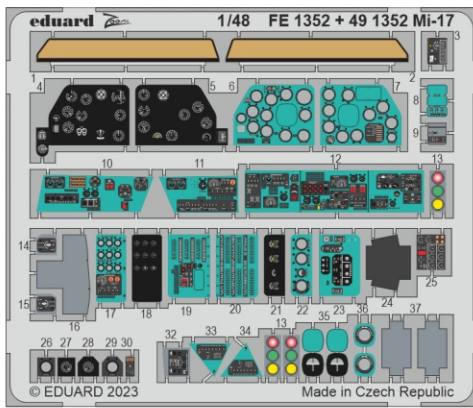 eduard Zoom 1/48 FE 1352 + 49 1352 Mi-17
3
1 2
4 5 6 7
8
9
10 11 12 13
14
15
16 17 18 19 20 21 22 23 24 25
26 27 28 29 30 32 33 34 13 35 36 37
© EDUARD 2023 Made in Czech Republic